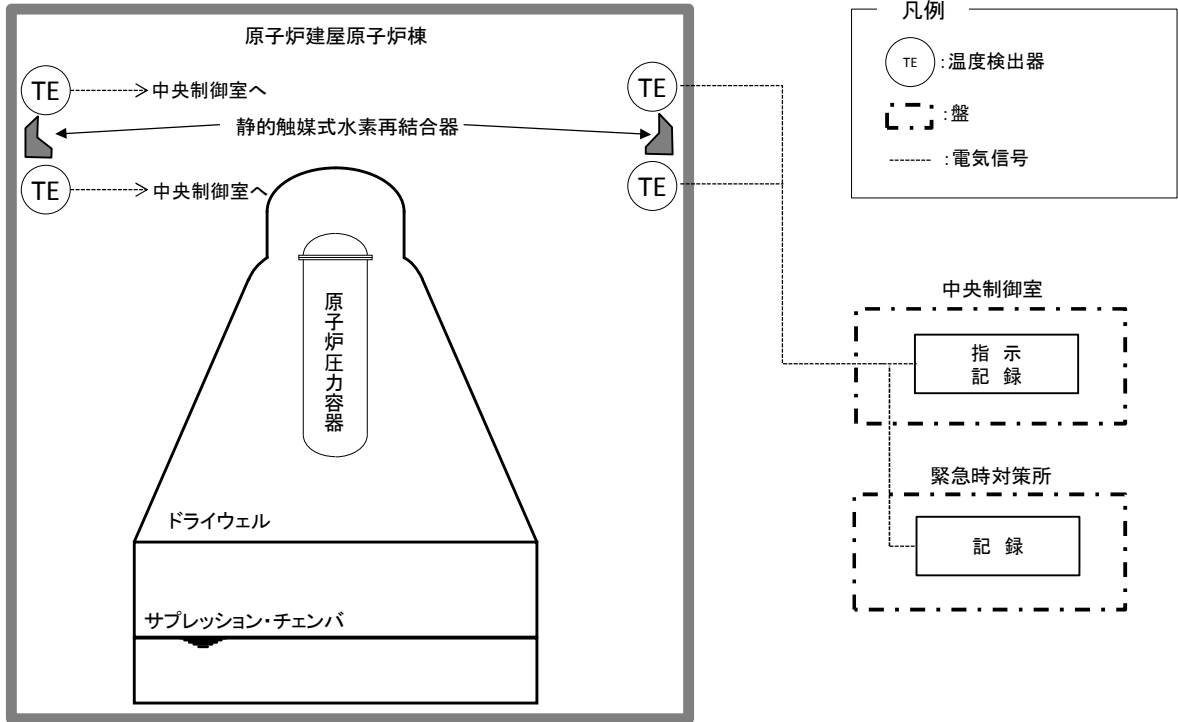 原子炉建屋原子炉棟
TE
中央制御室へ
静的触媒式水素再結合器
TE
中央制御室へ
TE
TE
原子炉圧力容器
ドライウェル
サプレッション・チェンバ
凡例
TE
:温度検出器
:盤
:電気信号
中央制御室
指 示
記 録
緊急時対策所
記 録